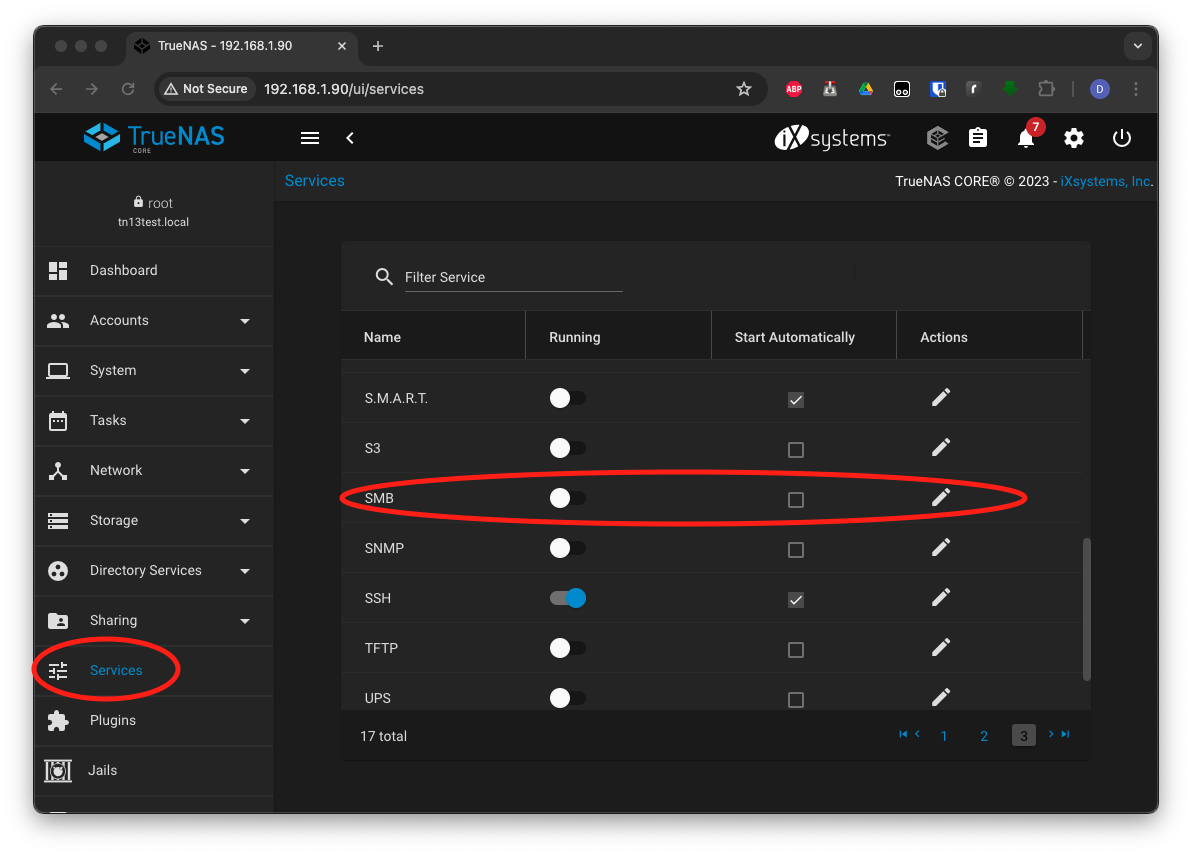 TrueNAS - 192.168.1.90
Not Secure 192.168.1.90/ui/services
ABP
r
D
TrueNAS
CORE
iXsystems
7
root
tn13test.local
Services
TrueNAS CORE® © 2023 - iXsystems, Inc.
Dashboard
Accounts
System
Tasks
Network
Storage
Directory Services
Sharing
Services
Plugins
Jails
Filter Service
Name Running Start Automatically Actions
S.M.A.R.T.
S3
SMB
SNMP
SSH
TFTP
UPS
17 total 1 2 3